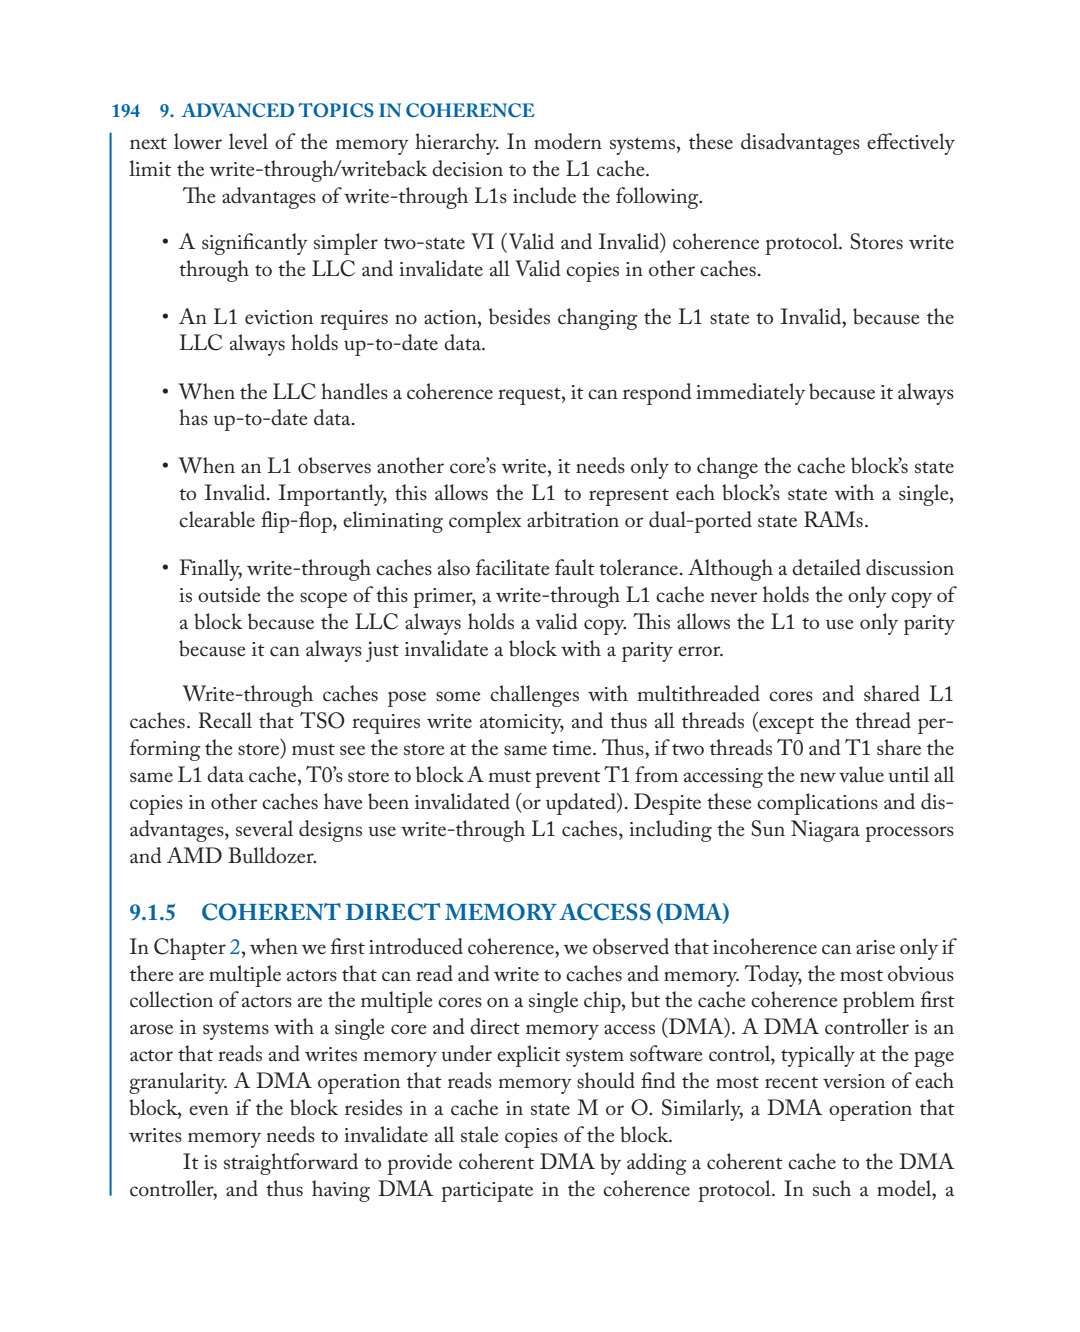 194 9. ADVANCED TOPICS IN COHERENCE
next lower level of the memory hierarchy. In modern systems, these disadvantages effectively
limit the write-through/writeback decision to the L1 cache.
The advantages of write-through L1s include the following.
• A significantly simpler two-state VI (Valid and Invalid) coherence protocol. Stores write
through to the LLC and invalidate all Valid copies in other caches.
• An L1 eviction requires no action, besides changing the L1 state to Invalid, because the
LLC always holds up-to-date data.
• When the LLC handles a coherence request, it can respond immediately because it always
has up-to-date data.
• When an L1 observes another core's write, it needs only to change the cache block's state
to Invalid. Importantly, this allows the L1 to represent each block's state with a single,
clearable flip-flop, eliminating complex arbitration or dual-ported state RAMs.
• Finally, write-through caches also facilitate fault tolerance. Although a detailed discussion
is outside the scope of this primer, a write-through L1 cache never holds the only copy of
a block because the LLC always holds a valid copy. This allows the L1 to use only parity
because it can always just invalidate a block with a parity error.
Write-through caches pose some challenges with multithreaded cores and shared L1
caches. Recall that TSO requires write atomicity, and thus all threads (except the thread per-
forming the store) must see the store at the same time. Thus, if two threads T0 and T1 share the
same L1 data cache, T0's store to block A must prevent T1 from accessing the new value until all
copies in other caches have been invalidated (or updated). Despite these complications and dis-
advantages, several designs use write-through L1 caches, including the Sun Niagara processors
and AMD Bulldozer.
9.1.5 COHERENT DIRECT MEMORY ACCESS (DMA)
In Chapter 2, when we first introduced coherence, we observed that incoherence can arise only if
there are multiple actors that can read and write to caches and memory. Today, the most obvious
collection of actors are the multiple cores on a single chip, but the cache coherence problem first
arose in systems with a single core and direct memory access (DMA). A DMA controller is an
actor that reads and writes memory under explicit system software control, typically at the page
granularity. A DMA operation that reads memory should find the most recent version of each
block, even if the block resides in a cache in state M or O. Similarly, a DMA operation that
writes memory needs to invalidate all stale copies of the block.
It is straightforward to provide coherent DMA by adding a coherent cache to the DMA
controller, and thus having DMA participate in the coherence protocol. In such a model, a